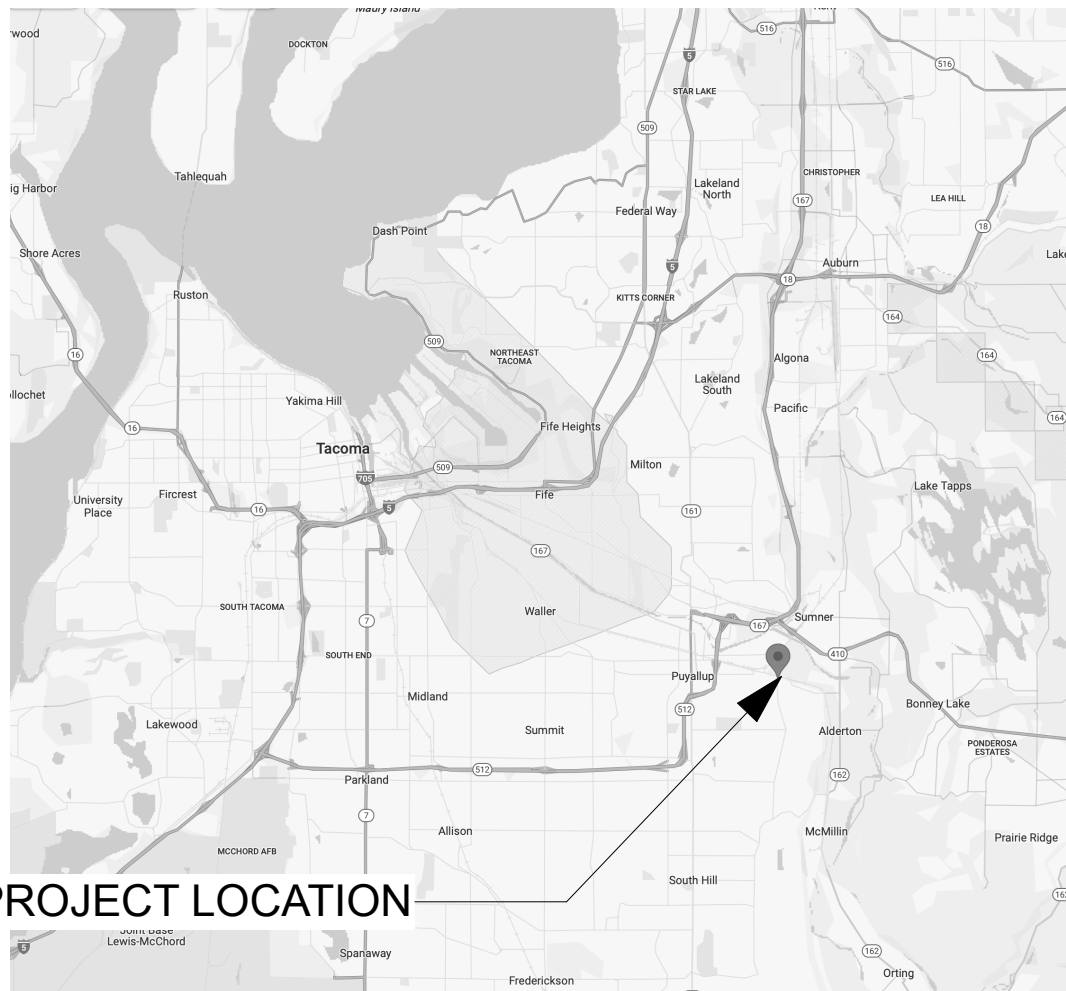 Maury Island
DOCKTON
516
5
516
STAR LAKE
509
Tahlequah
CHRISTOPHER
Lakeland
North
167
LEA HILL
Federal Way
18
Dash Point
Shore Acres
Auburn
5
18
Ruston
KITTS CORNER
164
509
16
NORTHEAST
TACOMA
Algona
164
Lakeland
South
Yakima Hill
Pacific
164
16
Fife Heights
Tacoma
Milton
509
705
Lake Tapps
University
Place
Fircrest
Fife
16
5
161
167
SOUTH TACOMA
Waller
7
167
Sumner
SOUTH END
410
Puyallup
Midland
Bonney Lake
512
Lakewood
Summit
Alderton
PONDEROSA
ESTATES
512
162
Parkland
7
Allison
McMillin
Prairie Ridge
MCCHORD AFB
South Hill
PROJECT LOCATION
Joint Base
Lewis-McChord
5
162
Spanaway
Orting
Frederickson